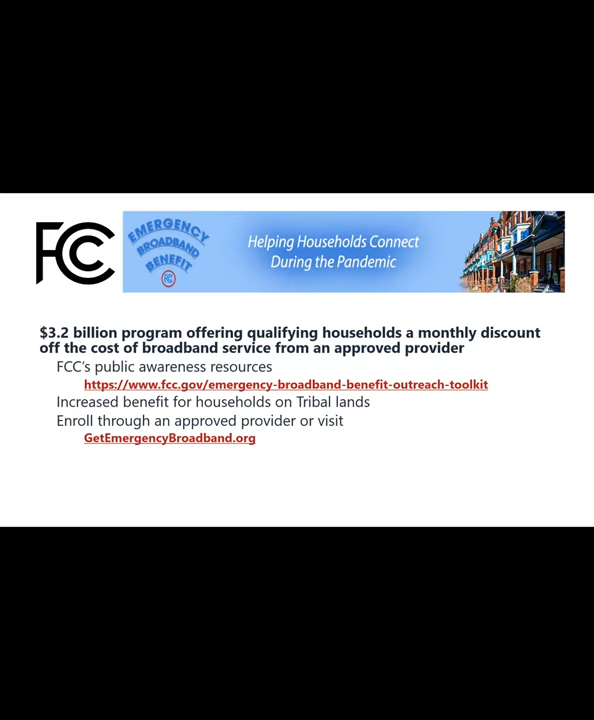 FCC
EMERGENCY
BROADBAND
BENEFIT
FCC
Helping Households Connect
During the Pandemic
$3.2 billion program offering qualifying households a monthly discount
off the cost of broadband service from an approved provider
FCC's public awareness resources
https://www.fcc.gov/emergency-broadband-benefit-outreach-toolkit
Increased benefit for households on Tribal lands
Enroll through an approved provider or visit
GetEmergencyBroadband.org